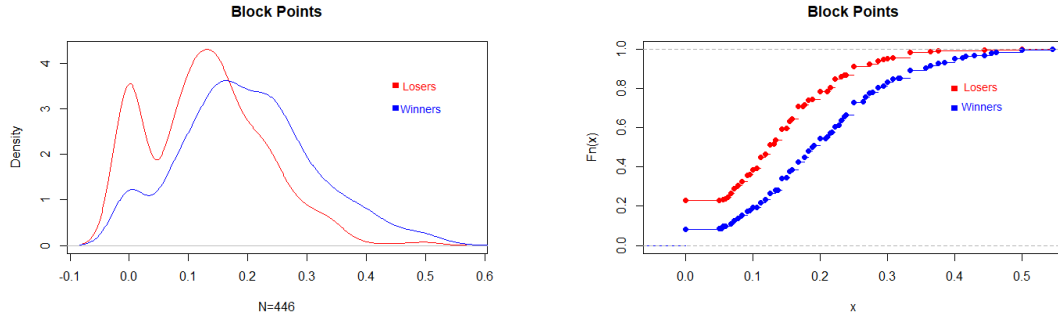 Block Points
Density
4
3
2
1
0
Losers
Winners
-0.1 0.0 0.1 0.2 0.3 0.4 0.5 0.6
N=446
Block Points
Fn(x)
1.0
0.8
0.6
0.4
0.2
0.0
Losers
Winners
0.0 0.1 0.2 0.3 0.4 0.5
x